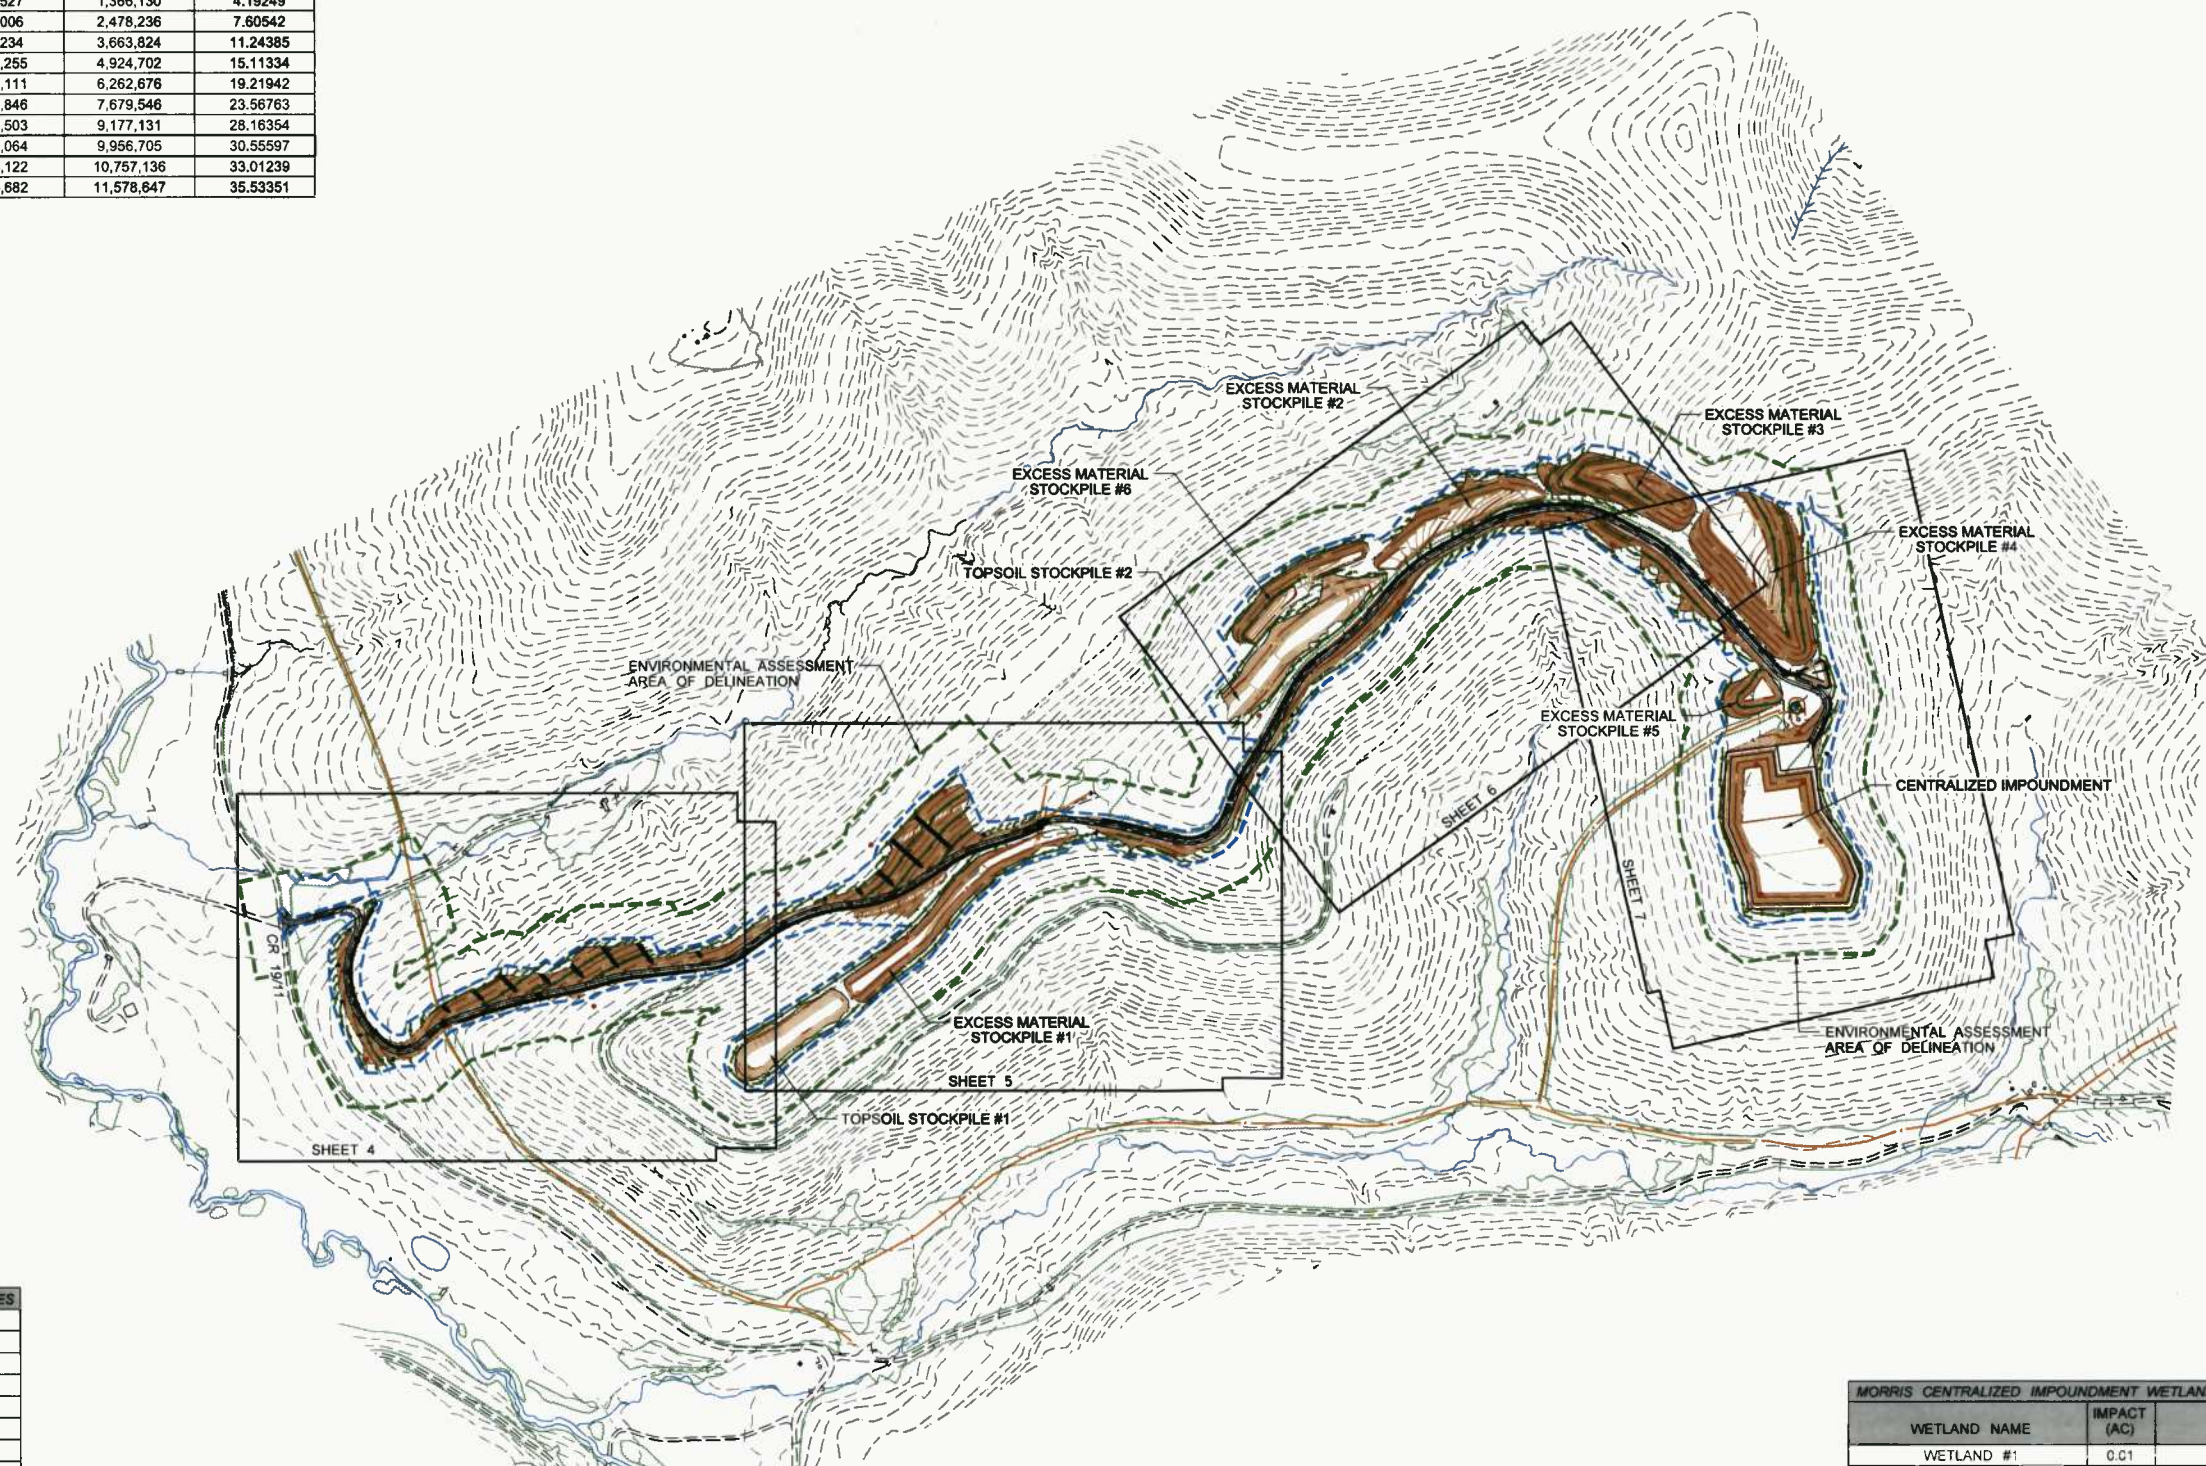 527 1,366,130 4.19249
006 2,478,236 7.60542
234 3,663,824 11.24385
,255 4,924,702 15.11334
,111 6,262,676 19.21942
,846 7,679,546 23.56763
,503 9,177,131 28.16354
,064 9,956,705 30.55597
,122 10,757,136 33.01239
,682 11,578,647 35.53351
EXCESS MATERIAL
STOCKPILE #2
EXCESS MATERIAL
STOCKPILE #3
EXCESS MATERIAL
STOCKPILE #6
EXCESS MATERIAL
STOCKPILE #4
TOPSOIL STOCKPILE #2
ENVIRONMENTAL ASSESSMENT
AREA OF DELINEATION
EXCESS MATERIAL
STOCKPILE #5
CENTRALIZED IMPOUNDMENT
SHEET 6
SHEET 7
CR 19/11
EXCESS MATERIAL
STOCKPILE #1
ENVIRONMENTAL ASSESSMENT
AREA OF DELINEATION
SHEET 5
TOPSOIL STOCKPILE #1
SHEET 4
ES
MORRIS CENTRALIZED IMPOUNDMENT WETLAN
WETLAND NAME
IMPACT
(AC)
WETLAND #1 0.01